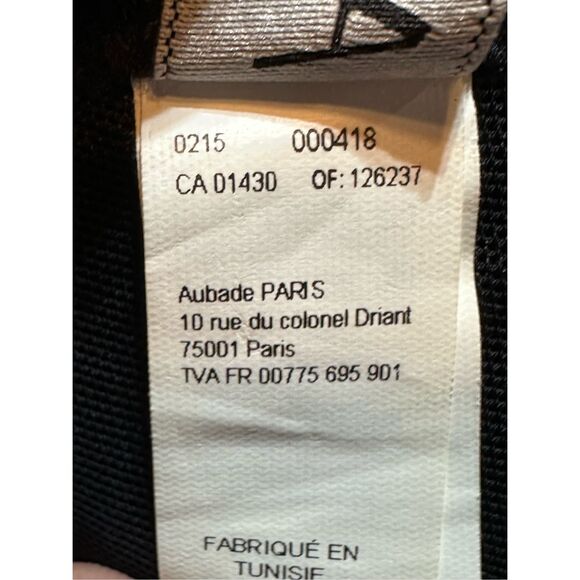 A
0215 000418
CA 01430 OF: 126237
Aubade PARIS
10 rue du colonel Driant
75001 Paris
TVA FR 00775 695 901
FABRIQUÉ EN
TUNISIE